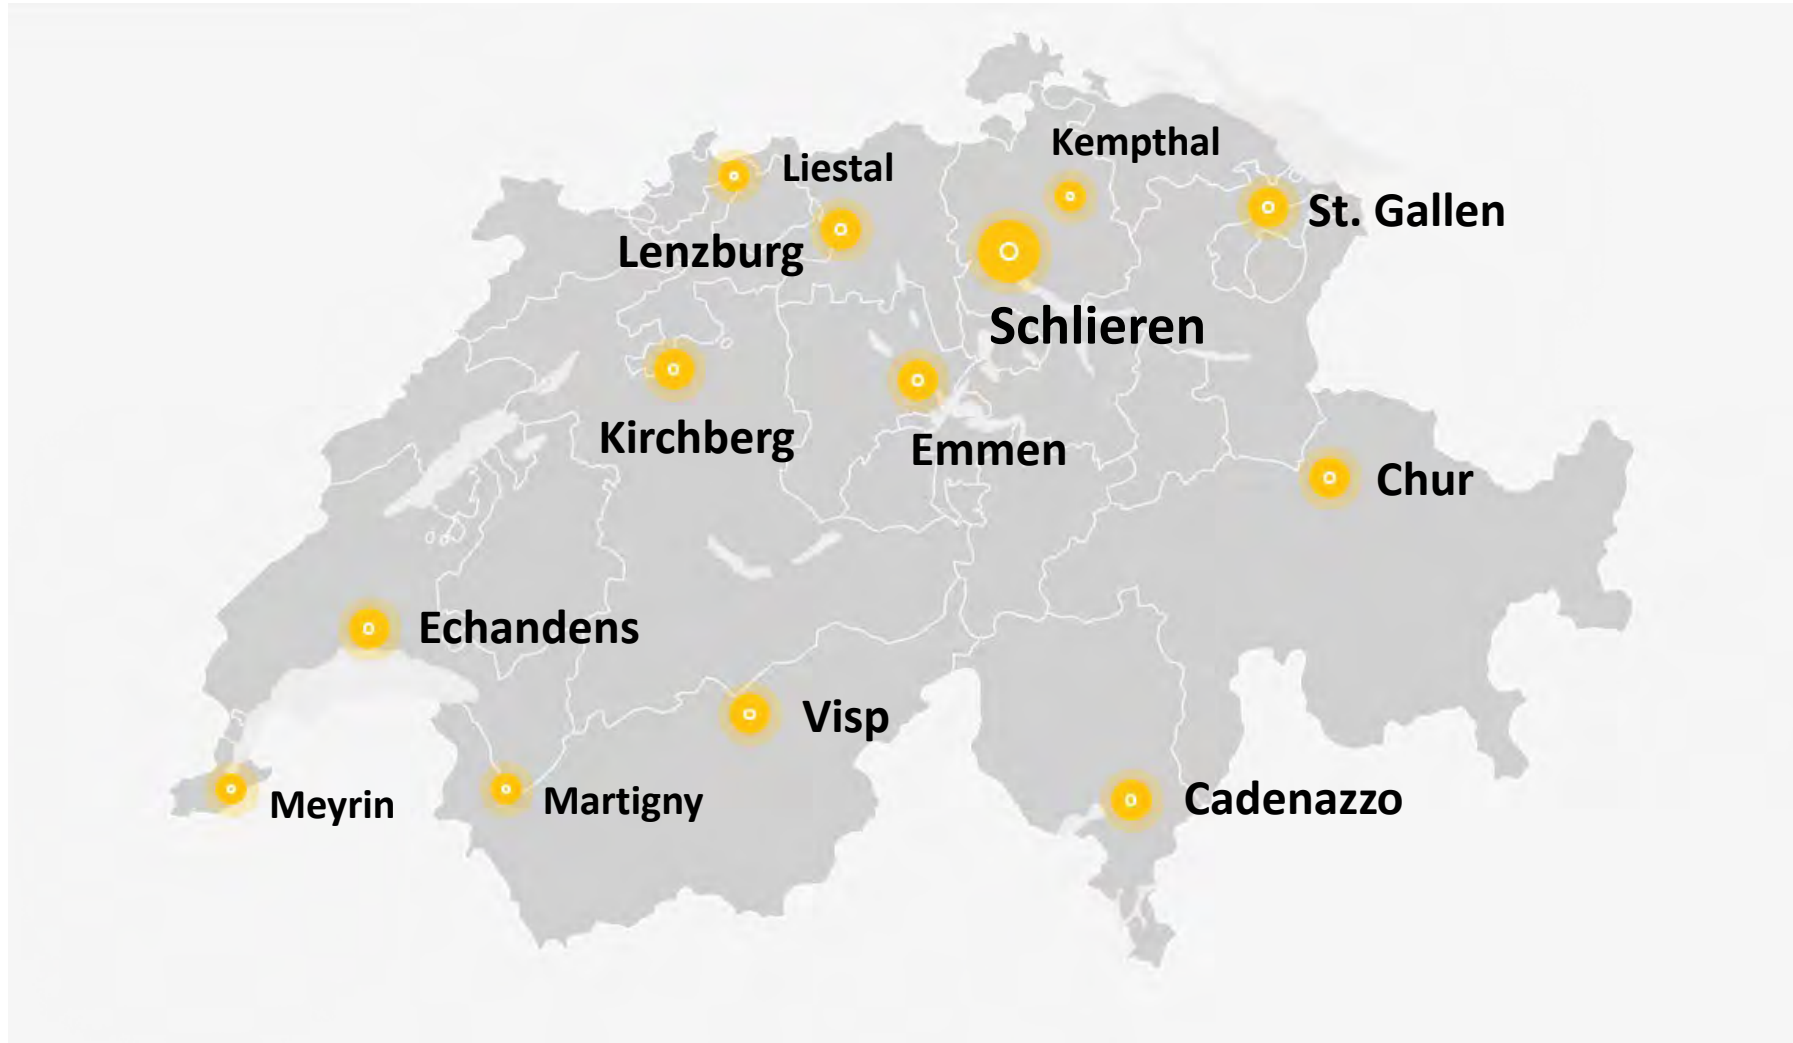 Kempthal
Liestal
St. Gallen
Lenzburg
Schlieren
Kirchberg
Emmen
Chur
Echandens
Visp
Meyrin
Martigny
Cadenazzo